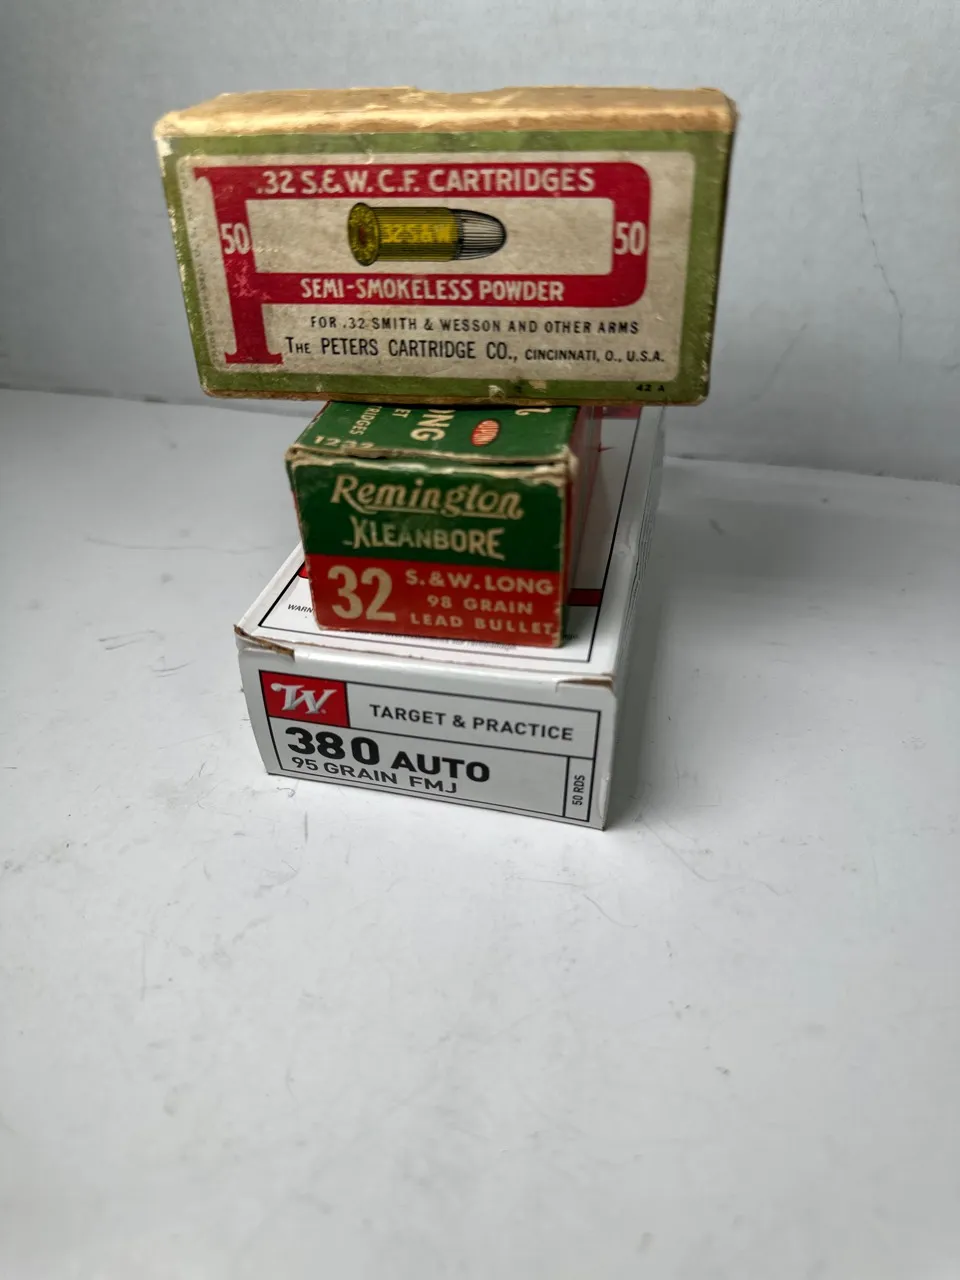 .32 S.&W. C.F. CARTRIDGES
50
32 S&W
50
SEMI-SMOKELESS POWDER
FOR .32 SMITH & WESSON AND OTHER ARMS
THE PETERS CARTRIDGE CO., CINCINNATI, O., U.S.A.
42 A
DUPONT
1232
Remington
KLEANBORE
32
S. & W. LONG
98 GRAIN
LEAD BULLET
W
TARGET & PRACTICE
380 AUTO
95 GRAIN FMJ
50 RDS